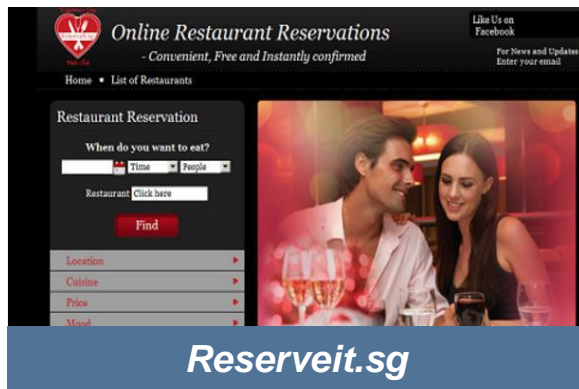 Online Restaurant Reservations
- Convenient, Free and Instantly confirmed
Like Us on
Facebook
For News and Updates
Enter your email
Home • List of Restaurants
Restaurant Reservation
When do you want to eat?
Time People
Restaurant Click here
Find
Location
Cuisine
Price
Mood
Reserveit.sg